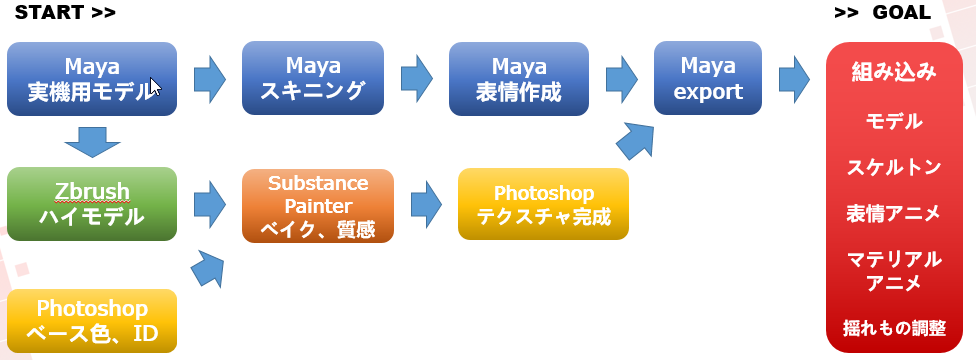 START >>
>> GOAL
Maya
実機用モデル
Maya
スキニング
Maya
表情作成
Maya
export
Zbrush
ハイモデル
Substance
Painter
ベイク、質感
Photoshop
テクスチャ完成
Photoshop
ベース色、ID
組み込み
モデル
スケルトン
表情アニメ
マテリアル
アニメ
揺れもの調整